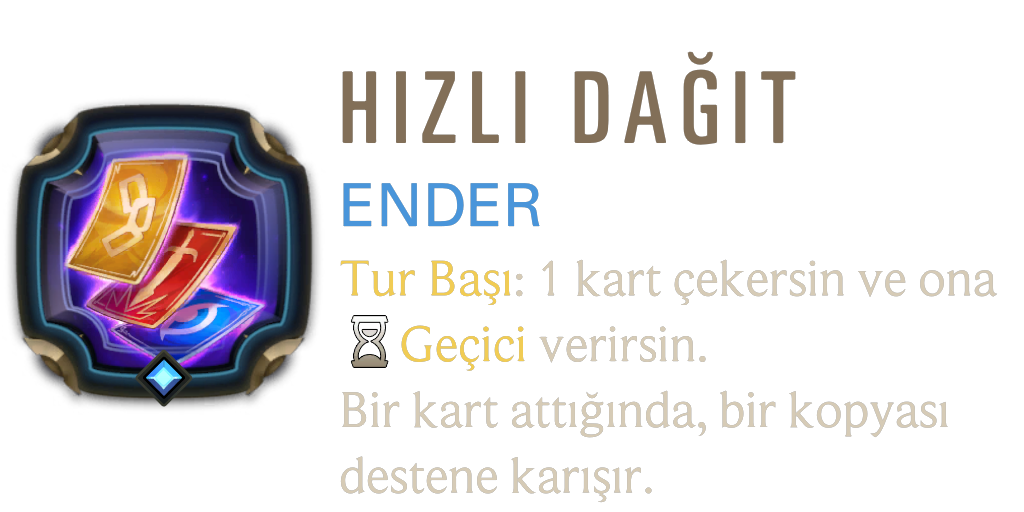 HIZLI DAĞIT
ENDER
Tur Başı: 1 kart çekersin ve ona
Geçici verirsin.
Bir kart attığında, bir kopyası
destene karışır.